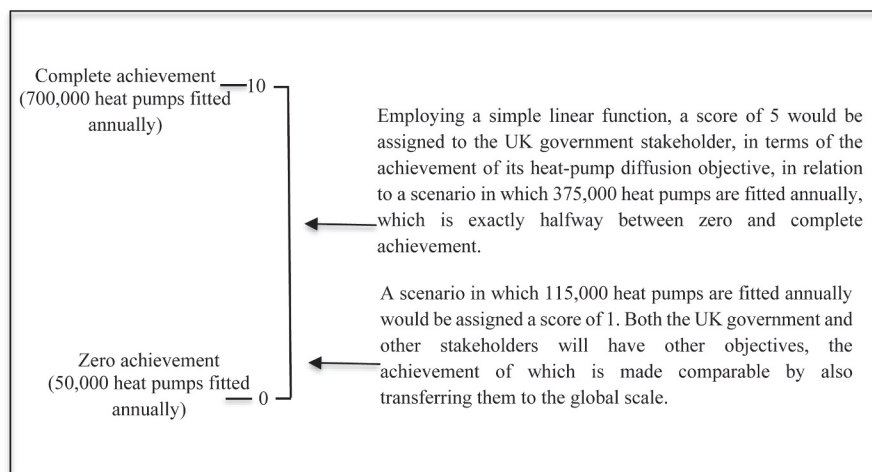 Complete achievement
(700,000 heat pumps fitted
annually)
10
Employing a simple linear function, a score of 5 would be
assigned to the UK government stakeholder, in terms of the
achievement of its heat-pump diffusion objective, in relation
to a scenario in which 375,000 heat pumps are fitted annually,
which is exactly halfway between zero and complete
achievement.
A scenario in which 115,000 heat pumps are fitted annually
would be assigned a score of 1. Both the UK government and
other stakeholders will have other objectives, the
achievement of which is made comparable by also
transferring them to the global scale.
Zero achievement
(50,000 heat pumps fitted
annually)
0